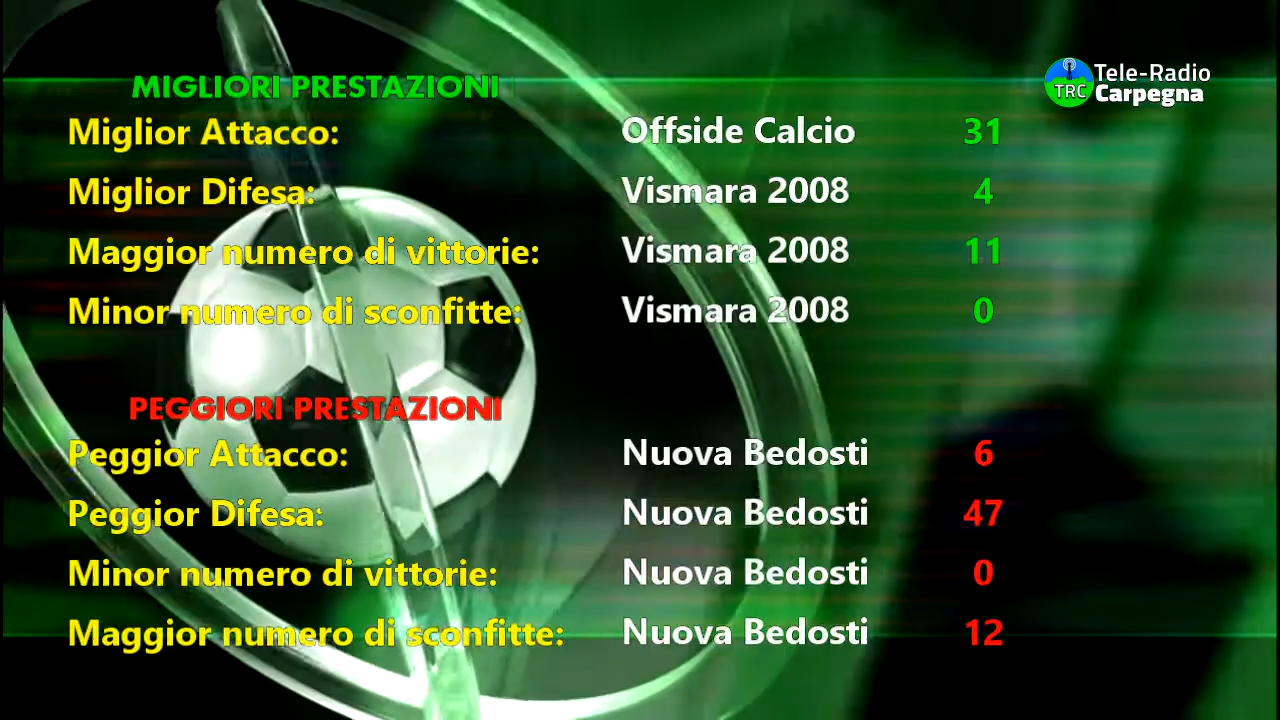 MIGLIORI PRESTAZIONI
Tele-Radio
TRC Carpegna
Miglior Attacco: Offside Calcio 31
Miglior Difesa: Vismara 2008 4
Maggior numero di vittorie: Vismara 2008 11
Minor numero di sconfitte: Vismara 2008 0
PEGGIORI PRESTAZIONI
Peggior Attacco: Nuova Bedosti 6
Peggior Difesa: Nuova Bedosti 47
Minor numero di vittorie: Nuova Bedosti 0
Maggior numero di sconfitte: Nuova Bedosti 12